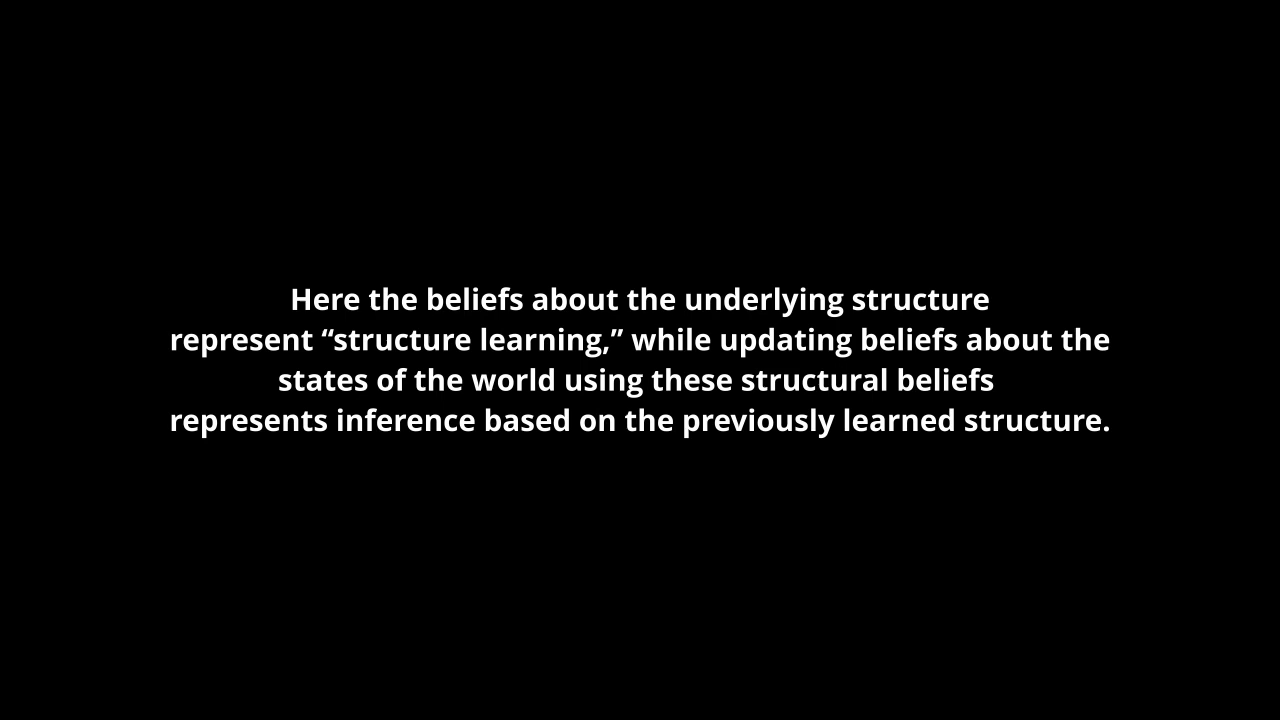 Here the beliefs about the underlying structure
represent “structure learning,” while updating beliefs about the
states of the world using these structural beliefs
represents inference based on the previously learned structure.